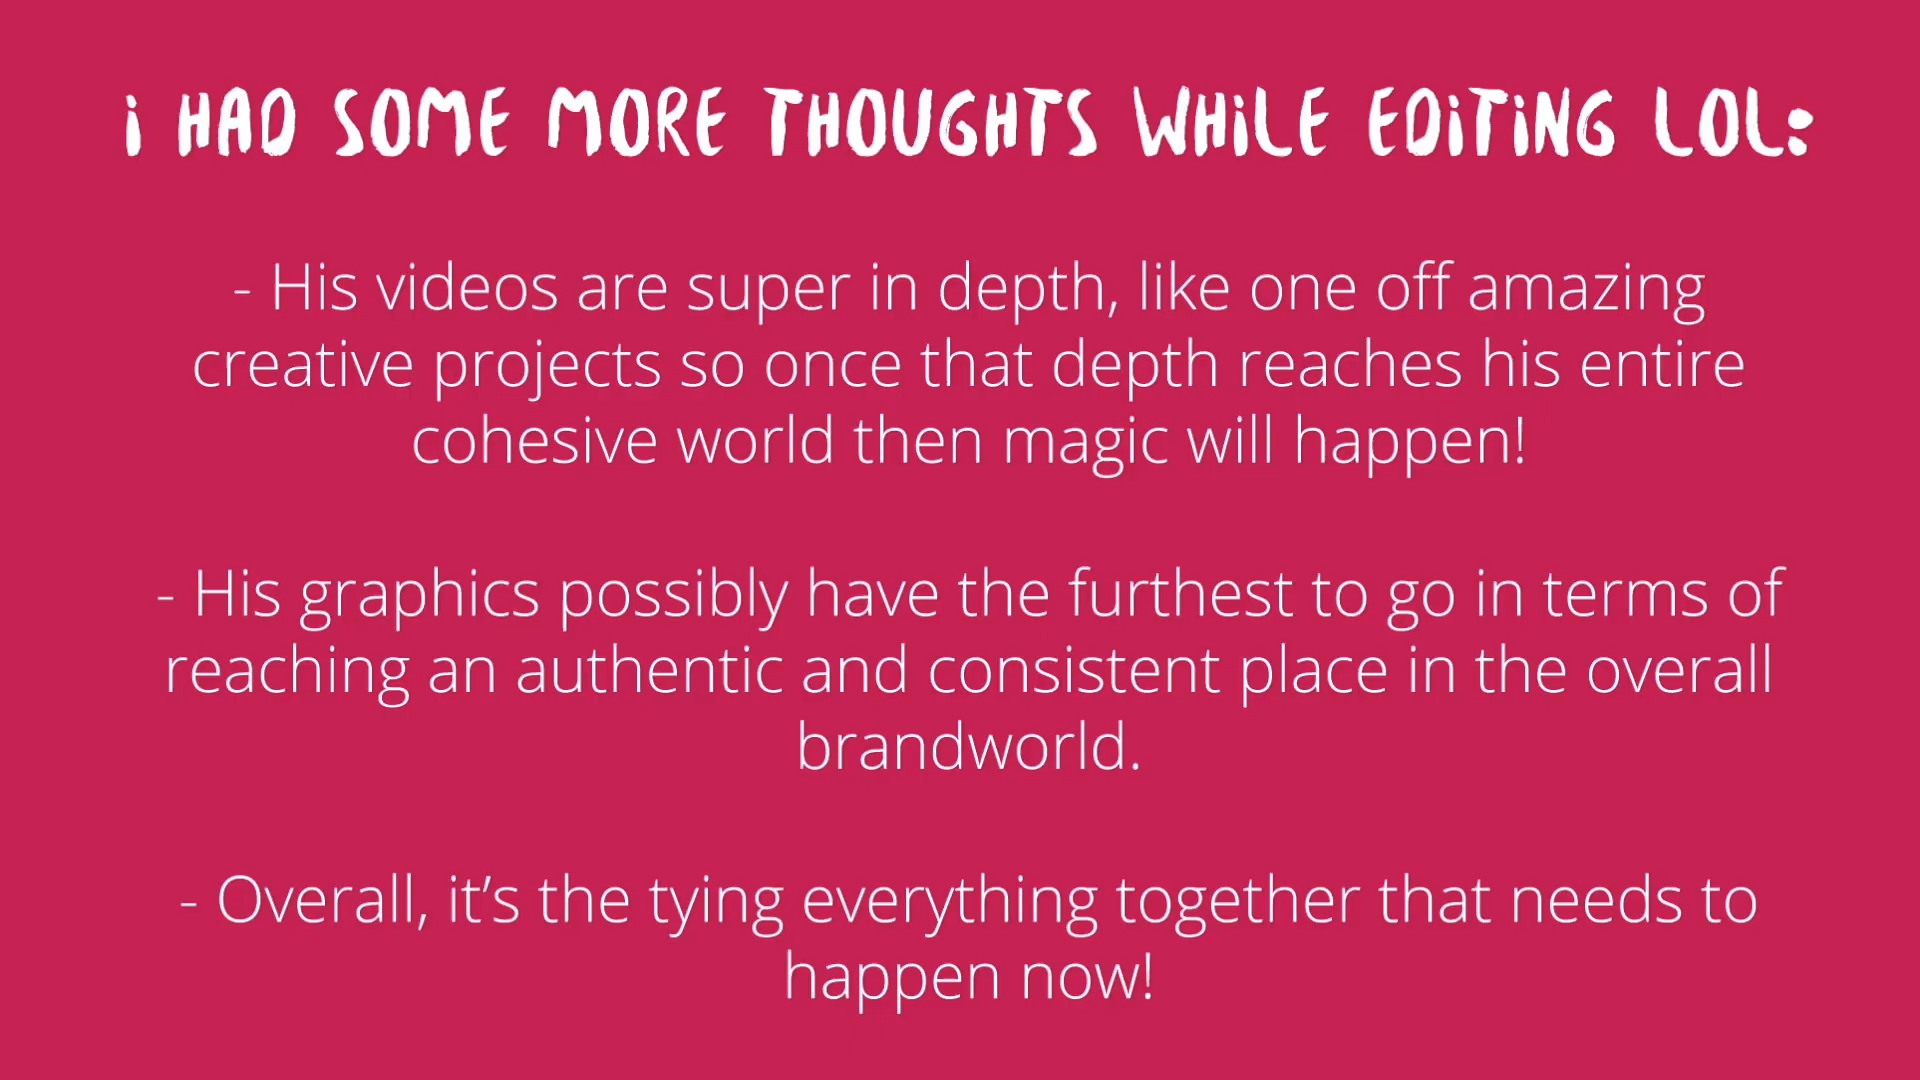 i HAD SOME MORE THOUGHTS WHiLE EDiTiNG LOL:
- His videos are super in depth, like one off amazing
creative projects so once that depth reaches his entire
cohesive world then magic will happen!
- His graphics possibly have the furthest to go in terms of
reaching an authentic and consistent place in the overall
brandworld.
- Overall, it’s the tying everything together that needs to
happen now!